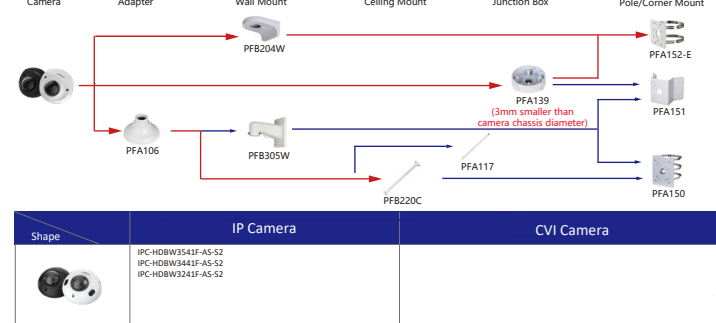 Camera Adapter Wall Mount Ceiling Mount Junction Box Pole/Corner Mount
PFB204W
PFA152-E
PFA139
(3mm smaller than
camera chassis diameter)
PFA151
PFA106
PFB305W
PFA117
PFA150
PFB220C
Shape IP Camera CVI Camera
IPC-HDBW3541F-AS-S2
IPC-HDBW3441F-AS-S2
IPC-HDBW3241F-AS-S2